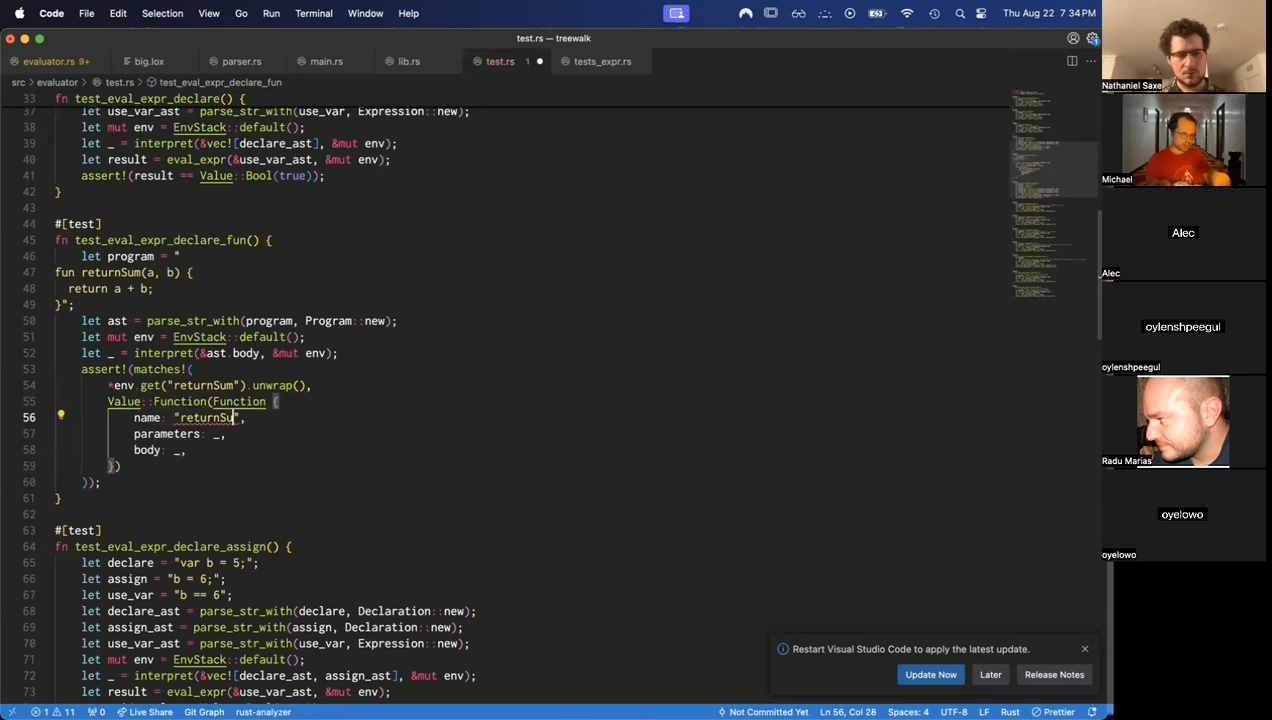 Code File Edit Selection View Go Run Terminal Window Help Thu Aug 22 7:34 PM
test.rs — treewalk
evaluator.rs 9+ big.lox parser.rs main.rs lib.rs test.rs 1 tests_expr.rs
src > evaluator > test.rs > test_eval_expr_declare_fun
33 fn test_eval_expr_declare() {
37 let use_var_ast = parse_str_with(use_var, Expression::new);
38 let mut env = EnvStack::default();
39 let _ = interpret(&vec![declare_ast], &mut env);
40 let result = eval_expr(&use_var_ast, &mut env);
41 assert!(result == Value::Bool(true));
42 }
43
44 #[test]
45 fn test_eval_expr_declare_fun() {
46 let program = "
47 fun returnSum(a, b) {
48 return a + b;
49 }";
50 let ast = parse_str_with(program, Program::new);
51 let mut env = EnvStack::default();
52 let _ = interpret(&ast.body, &mut env);
53 assert!(matches!(
54 *env.get("returnSum").unwrap(),
55 Value::Function(Function {
56 name: "returnSu",
57 parameters: _,
58 body: _,
59 })
60 ));
61 }
62
63 #[test]
64 fn test_eval_expr_declare_assign() {
65 let declare = "var b = 5;";
66 let assign = "b = 6;";
67 let use_var = "b == 6";
68 let declare_ast = parse_str_with(declare, Declaration::new);
69 let assign_ast = parse_str_with(assign, Declaration::new);
70 let use_var_ast = parse_str_with(use_var, Expression::new);
71 let mut env = EnvStack::default();
72 let _ = interpret(&vec![declare_ast, assign_ast], &mut env);
73 let result = eval_expr(&use_var_ast, &mut env);
Restart Visual Studio Code to apply the latest update.
Update Now Later Release Notes
1 11 0 Live Share Git Graph rust-analyzer Not Committed Yet Ln 56, Col 28 Spaces: 4 UTF-8 LF Rust Prettier
Nathaniel Saxe
Michael
Alec
Alec
oylenshpeegul
oylenshpeegul
Radu Marias
oyelowo
oyelowo